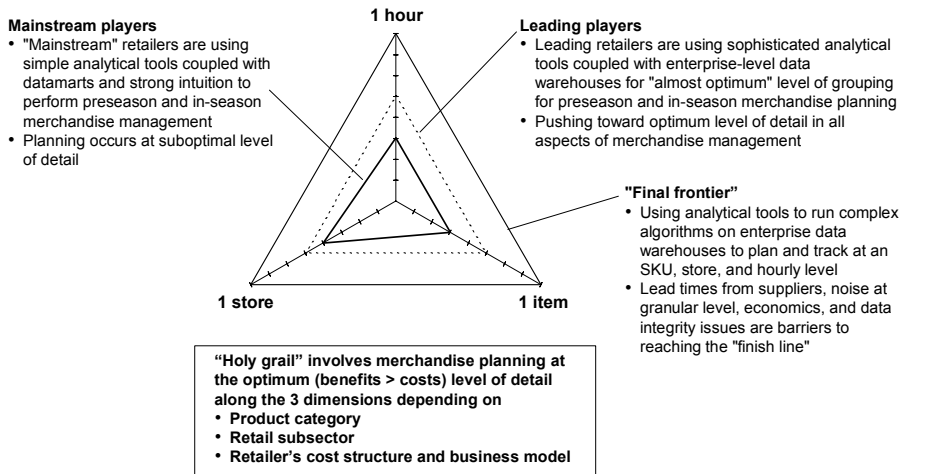 Mainstream players
• "Mainstream" retailers are using
simple analytical tools coupled with
datamarts and strong intuition to
perform preseason and in-season
merchandise management
• Planning occurs at suboptimal level
of detail
1 hour
Leading players
• Leading retailers are using sophisticated analytical
tools coupled with enterprise-level data
warehouses for "almost optimum" level of grouping
for preseason and in-season merchandise planning
• Pushing toward optimum level of detail in all
aspects of merchandise management
"Final frontier”
• Using analytical tools to run complex
algorithms on enterprise data
warehouses to plan and track at an
SKU, store, and hourly level
• Lead times from suppliers, noise at
granular level, economics, and data
integrity issues are barriers to
reaching the "finish line"
1 store
1 item
“Holy grail” involves merchandise planning at
the optimum (benefits > costs) level of detail
along the 3 dimensions depending on
• Product category
• Retail subsector
• Retailer’s cost structure and business model